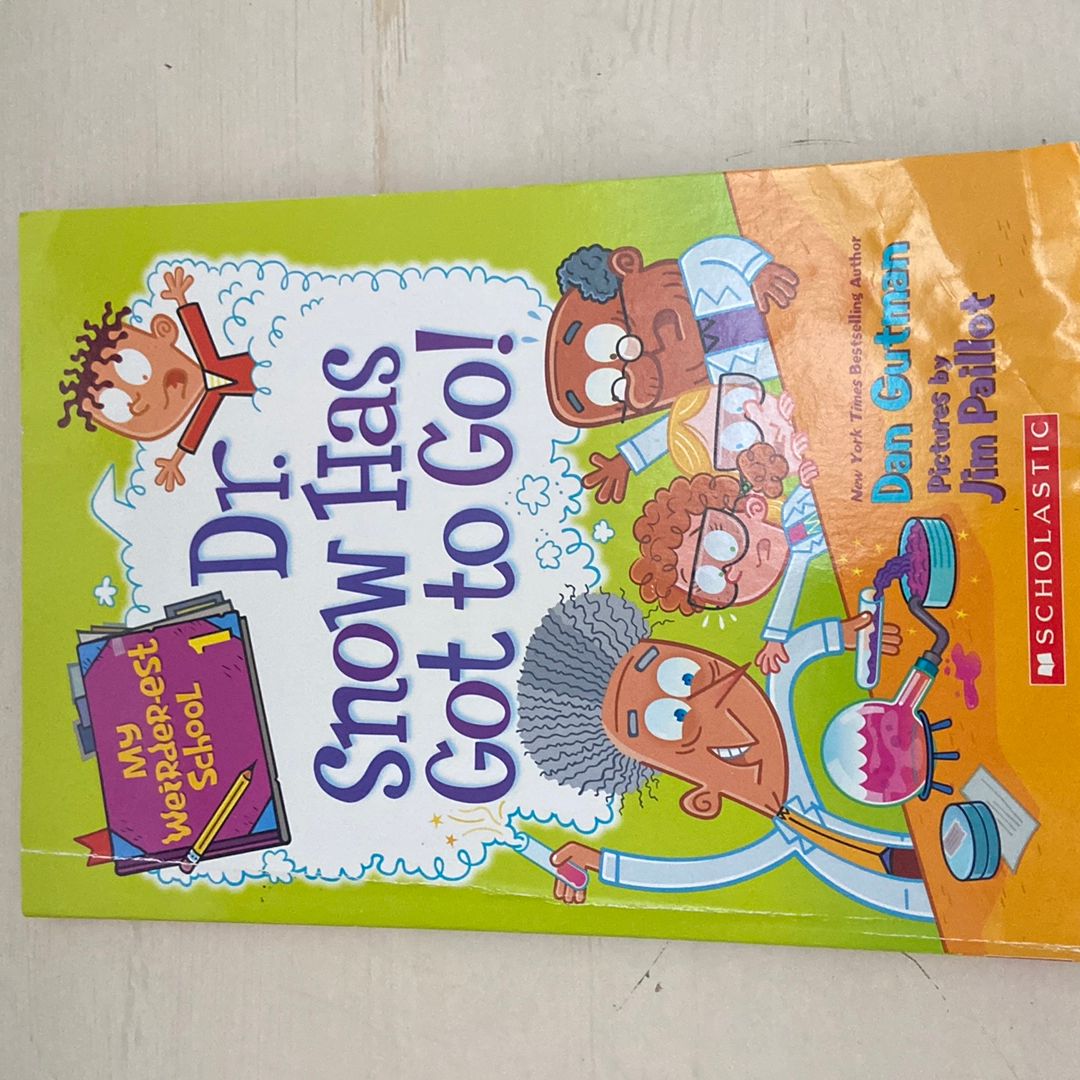 My
WeiRDeR-est
School
1
Dr.
Snow Has
Got to Go!
New York Times Bestselling Author
Dan Gutman
Pictures by
Jim Paillot
SCHOLASTIC